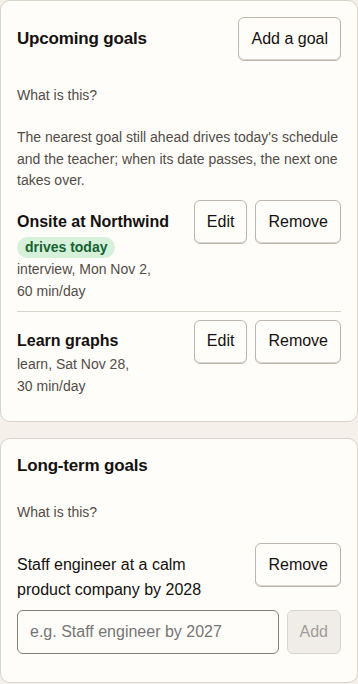 Upcoming goals
Add a goal
What is this?
The nearest goal still ahead drives today's schedule
and the teacher; when its date passes, the next one
takes over.
Onsite at Northwind
Edit
Remove
drives today
interview, Mon Nov 2,
60 min/day
Learn graphs
Edit
Remove
learn, Sat Nov 28,
30 min/day
Long-term goals
What is this?
Staff engineer at a calm
product company by 2028
Remove
e.g. Staff engineer by 2027
Add